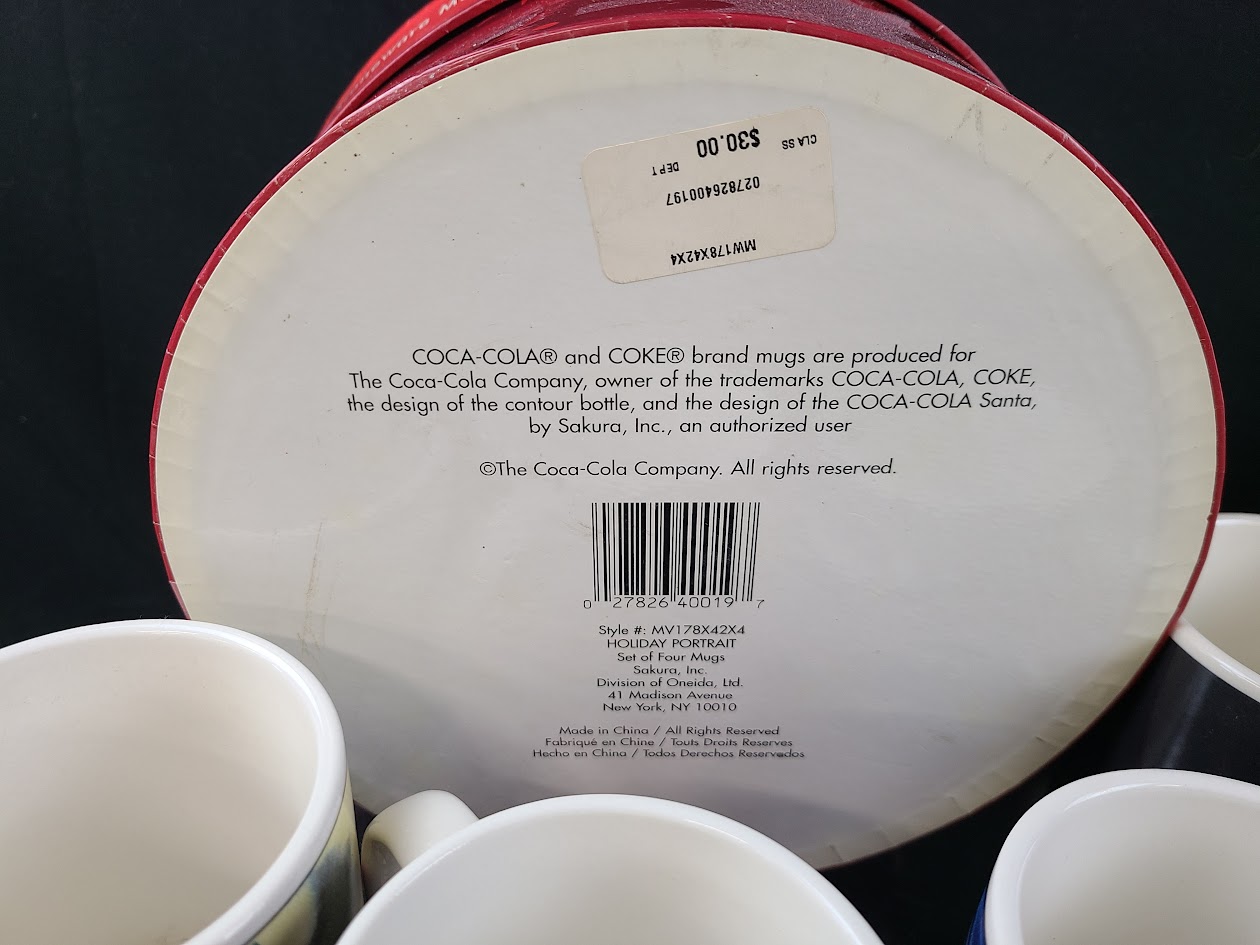 neware M
$30.00
CLASS
DEPT
027826400197
MW178X42X4
COCA-COLA® and COKE® brand mugs are produced for
The Coca-Cola Company, owner of the trademarks COCA-COLA, COKE,
the design of the contour bottle, and the design of the COCA-COLA Santa,
by Sakura, Inc., an authorized user
©The Coca-Cola Company. All rights reserved.
0 27826 40019 7
Style #: MV178X42X4
HOLIDAY PORTRAIT
Set of Four Mugs
Sakura, Inc.
Division of Oneida, Ltd.
41 Madison Avenue
New York, NY 10010
Made in China / All Rights Reserved
Fabriqué en Chine / Touts Droits Reserves
Hecho en China / Todos Derechos Reservados